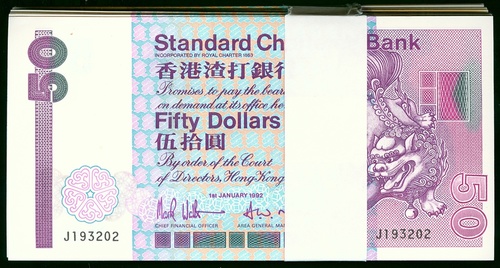 50
Standard Ch Bank
INCORPORATED BY ROYAL CHARTER 1853
香港渣打銀行
Promises to pay the bear
on demand at its office he
Fifty Dollars
伍拾圓
By order of the Court
of Directors, Hong Kong
1st JANUARY 1992
CHIEF FINANCIAL OFFICER AREA GENERAL MA
J193202 J193202
50